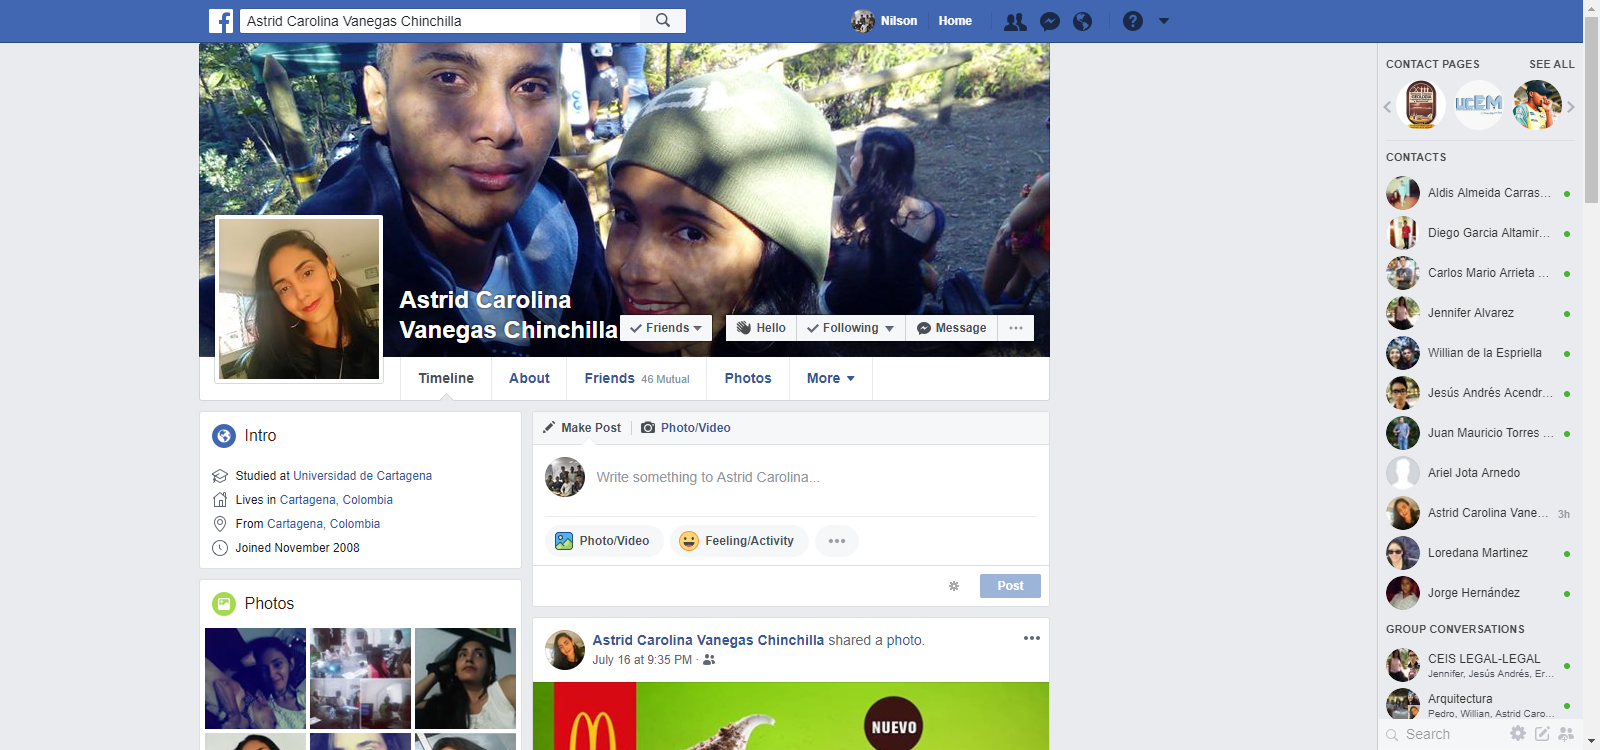 Astrid Carolina Vanegas Chinchilla
Nilson
Home
Astrid Carolina
Vanegas Chinchilla
Friends
Hello
Following
Message
Timeline
About
Friends 46 Mutual
Photos
More
Intro
Studied at Universidad de Cartagena
Lives in Cartagena, Colombia
From Cartagena, Colombia
Joined November 2008
Photos
Make Post
Photo/Video
Write something to Astrid Carolina...
Photo/Video
Feeling/Activity
Post
Astrid Carolina Vanegas Chinchilla shared a photo.
July 16 at 9:35 PM ·
NUEVO
CONTACT PAGES
SEE ALL
UCEM
CONTACTS
Aldis Almeida Carras...
Diego Garcia Altamir...
Carlos Mario Arrieta ...
Jennifer Alvarez
Willian de la Espriella
Jesús Andrés Acendr...
Juan Mauricio Torres ...
Ariel Jota Arnedo
Astrid Carolina Vane... 3h
Loredana Martinez
Jorge Hernández
GROUP CONVERSATIONS
CEIS LEGAL-LEGAL
Jennifer, Jesús Andrés, Er...
Arquitectura
Pedro, Willian, Astrid Caro...
Search